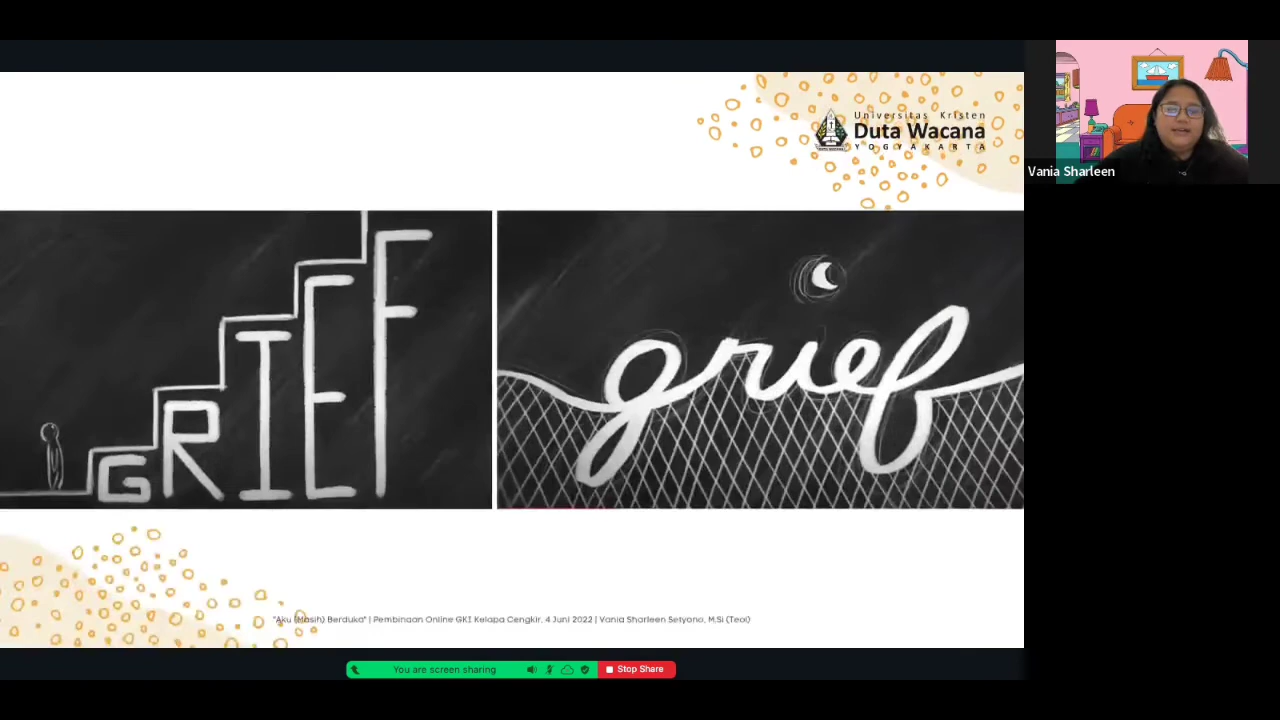 Universitas Kristen
Duta Wacana
YOGYAKARTA
Vania Sharleen
GRIEF
grief
"Aku (Masih) Berduka" | Pembinaan Online GKI Kelapa Cengkir, 4 Juni 2022 | Vania Sharleen Setyono, M.Si (Teol)
You are screen sharing
Stop Share